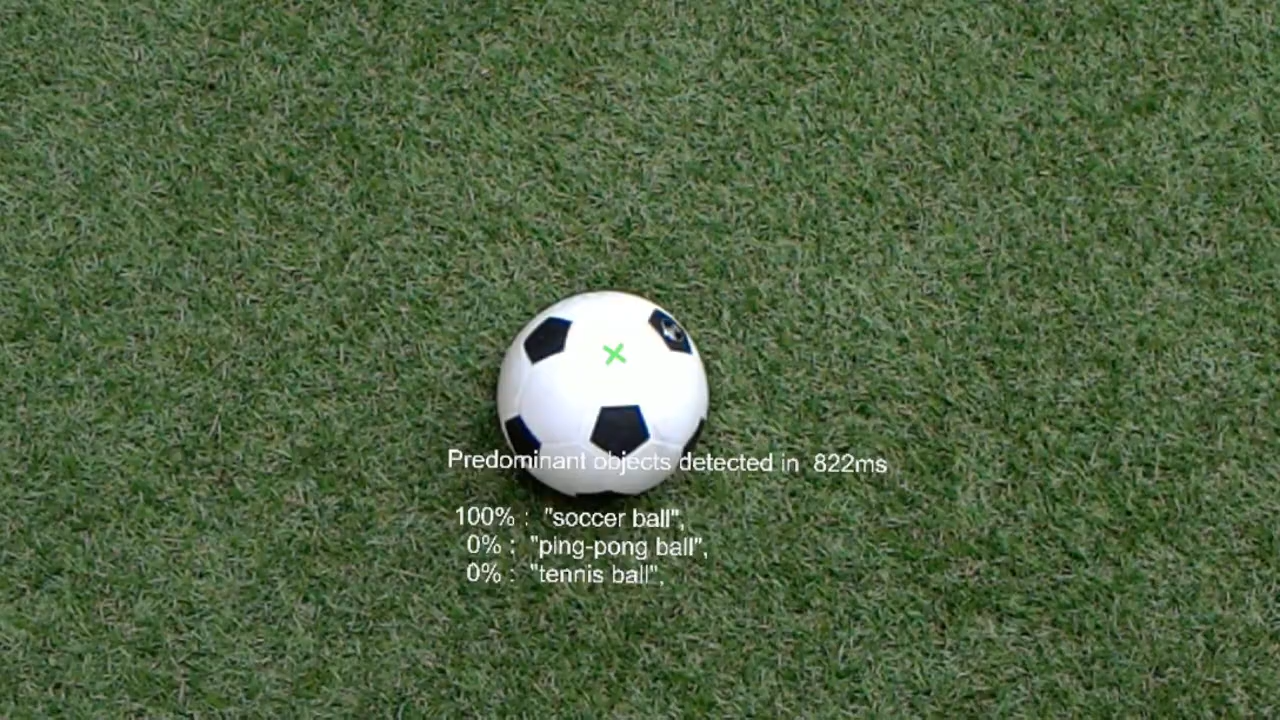 Predominant objects detected in 822ms
100% : "soccer ball",
0% : "ping-pong ball",
0% : "tennis ball",